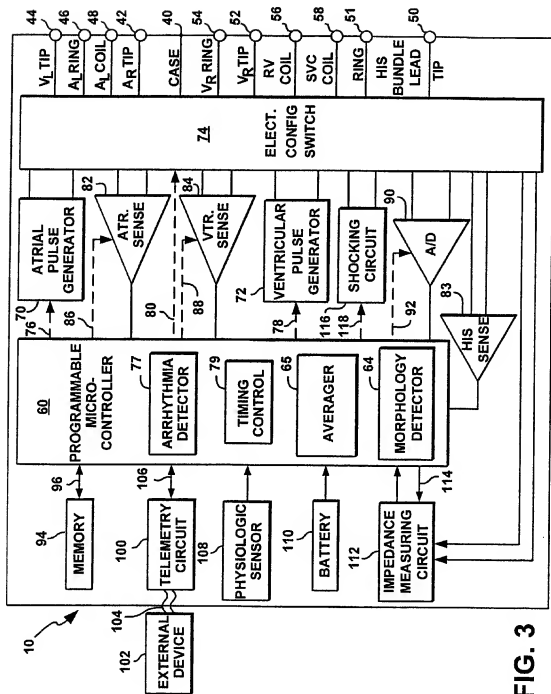 44
46
48
42
40
54
52
56
58
51
50
VL TIP
AL RING
AL COIL
AR TIP
CASE
VR RING
VR TIP
RV COIL
SVC COIL
RING
HIS BUNDLE LEAD
TIP
74
ELECT. CONFIG SWITCH
ATRIAL PULSE GENERATOR
70
82
ATR. SENSE
84
VTR. SENSE
72
VENTRICULAR PULSE GENERATOR
116
SHOCKING CIRCUIT
90
A/D
83
HIS SENSE
76
86
80
88
78
118
92
60
PROGRAMMABLE MICRO-CONTROLLER
77
ARRHYTHMIA DETECTOR
79
TIMING CONTROL
65
AVERAGER
64
MORPHOLOGY DETECTOR
96
106
114
94
MEMORY
100
TELEMETRY CIRCUIT
108
PHYSIOLOGIC SENSOR
110
BATTERY
112
IMPEDANCE MEASURING CIRCUIT
10
104
102
EXTERNAL DEVICE
FIG. 3